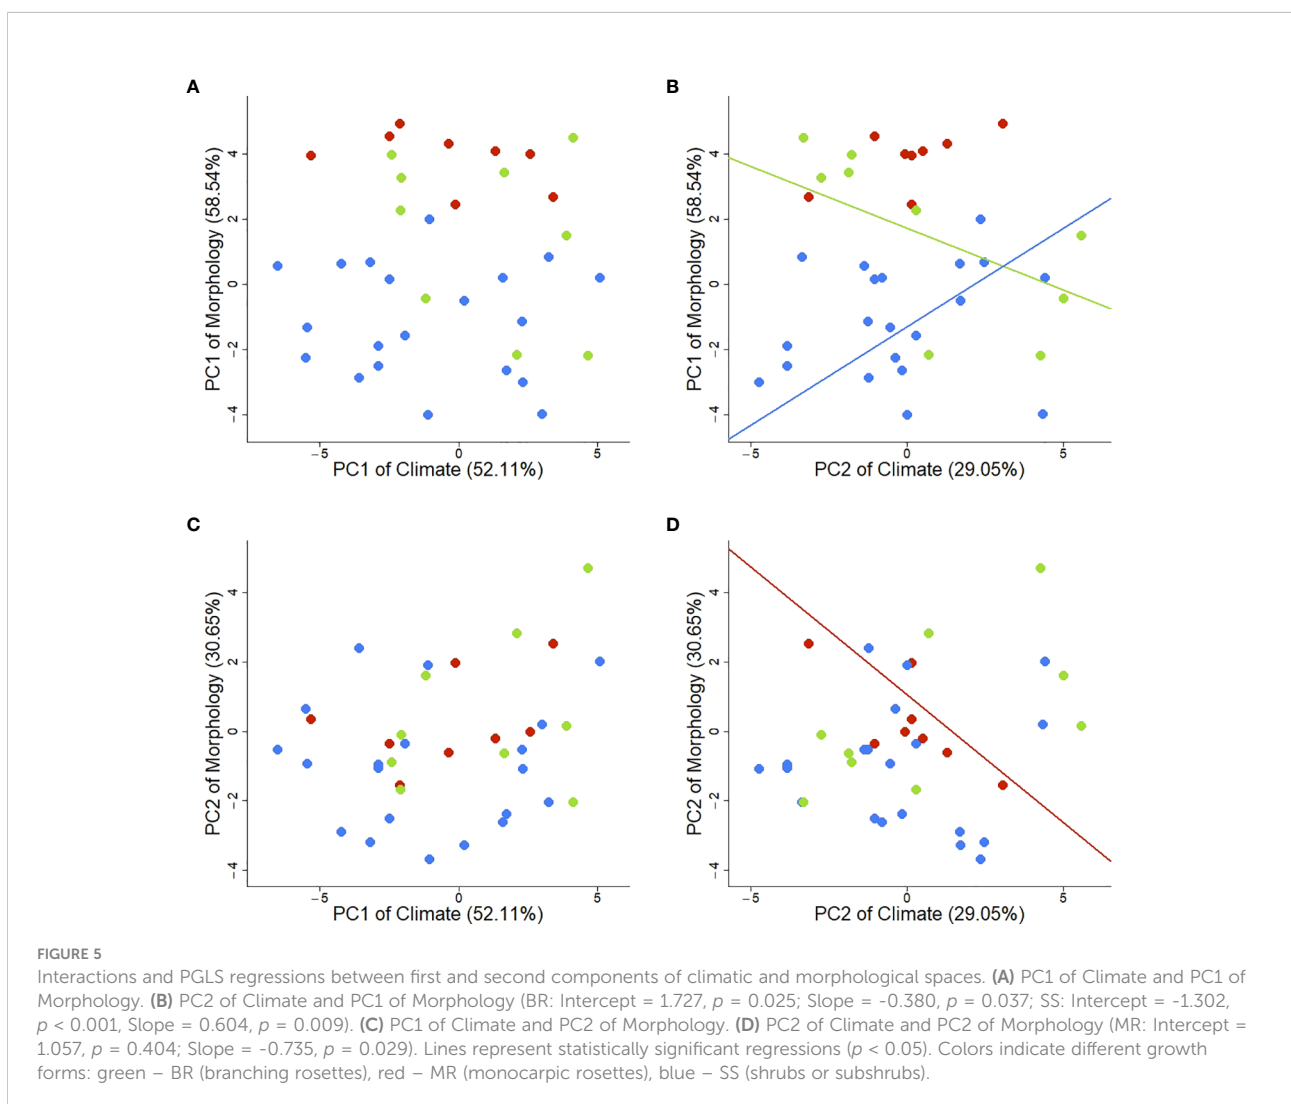 A
B
PC1 of Morphology (58.54%)
4
2
0
−2
−4
−5
0
5
PC1 of Climate (52.11%)
PC1 of Morphology (58.54%)
4
2
0
−2
−4
−5
0
5
PC2 of Climate (29.05%)
C
D
PC2 of Morphology (30.65%)
4
2
0
−2
−4
−5
0
5
PC1 of Climate (52.11%)
PC2 of Morphology (30.65%)
4
2
0
−2
−4
−5
0
5
PC2 of Climate (29.05%)
FIGURE 5
Interactions and PGLS regressions between first and second components of climatic and morphological spaces. (A) PC1 of Climate and PC1 of
Morphology. (B) PC2 of Climate and PC1 of Morphology (BR: Intercept = 1.727, p = 0.025; Slope = -0.380, p = 0.037; SS: Intercept = -1.302,
p < 0.001, Slope = 0.604, p = 0.009). (C) PC1 of Climate and PC2 of Morphology. (D) PC2 of Climate and PC2 of Morphology (MR: Intercept =
1.057, p = 0.404; Slope = -0.735, p = 0.029). Lines represent statistically significant regressions (p < 0.05). Colors indicate different growth
forms: green – BR (branching rosettes), red – MR (monocarpic rosettes), blue – SS (shrubs or subshrubs).